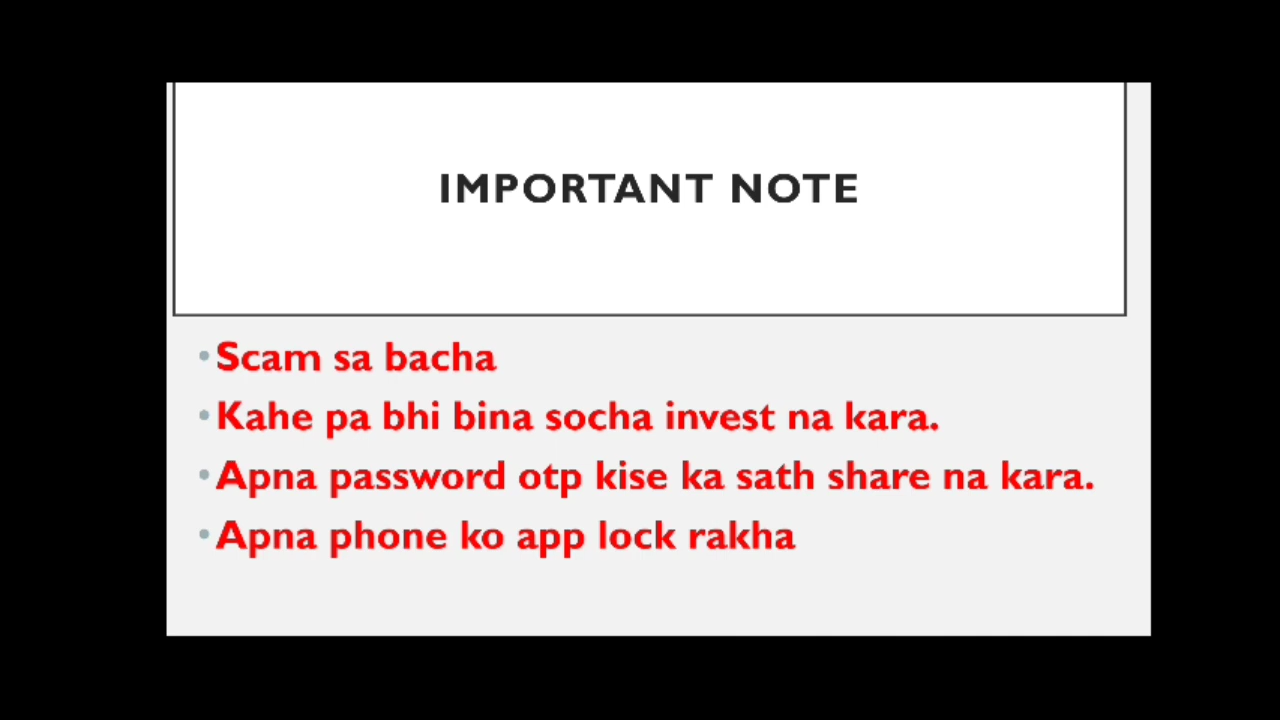 IMPORTANT NOTE
• Scam sa bacha
• Kahe pa bhi bina socha invest na kara.
• Apna password otp kise ka sath share na kara.
• Apna phone ko app lock rakha